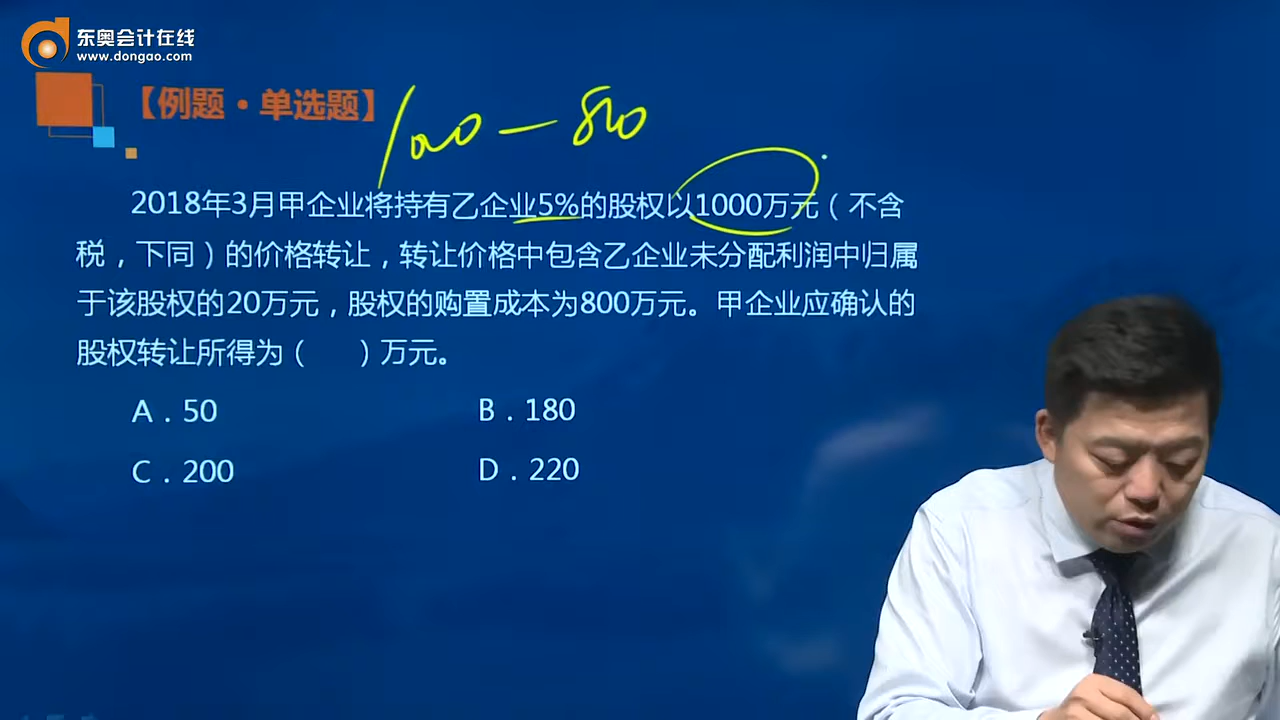 东奥会计在线
www.dongao.com
【例题·单选题】
1000-800
2018年3月甲企业将持有乙企业5%的股权以1000万元（不含
税，下同）的价格转让，转让价格中包含乙企业未分配利润中归属
于该股权的20万元，股权的购置成本为800万元。甲企业应确认的
股权转让所得为（ ）万元。
A．50
B．180
C．200
D．220